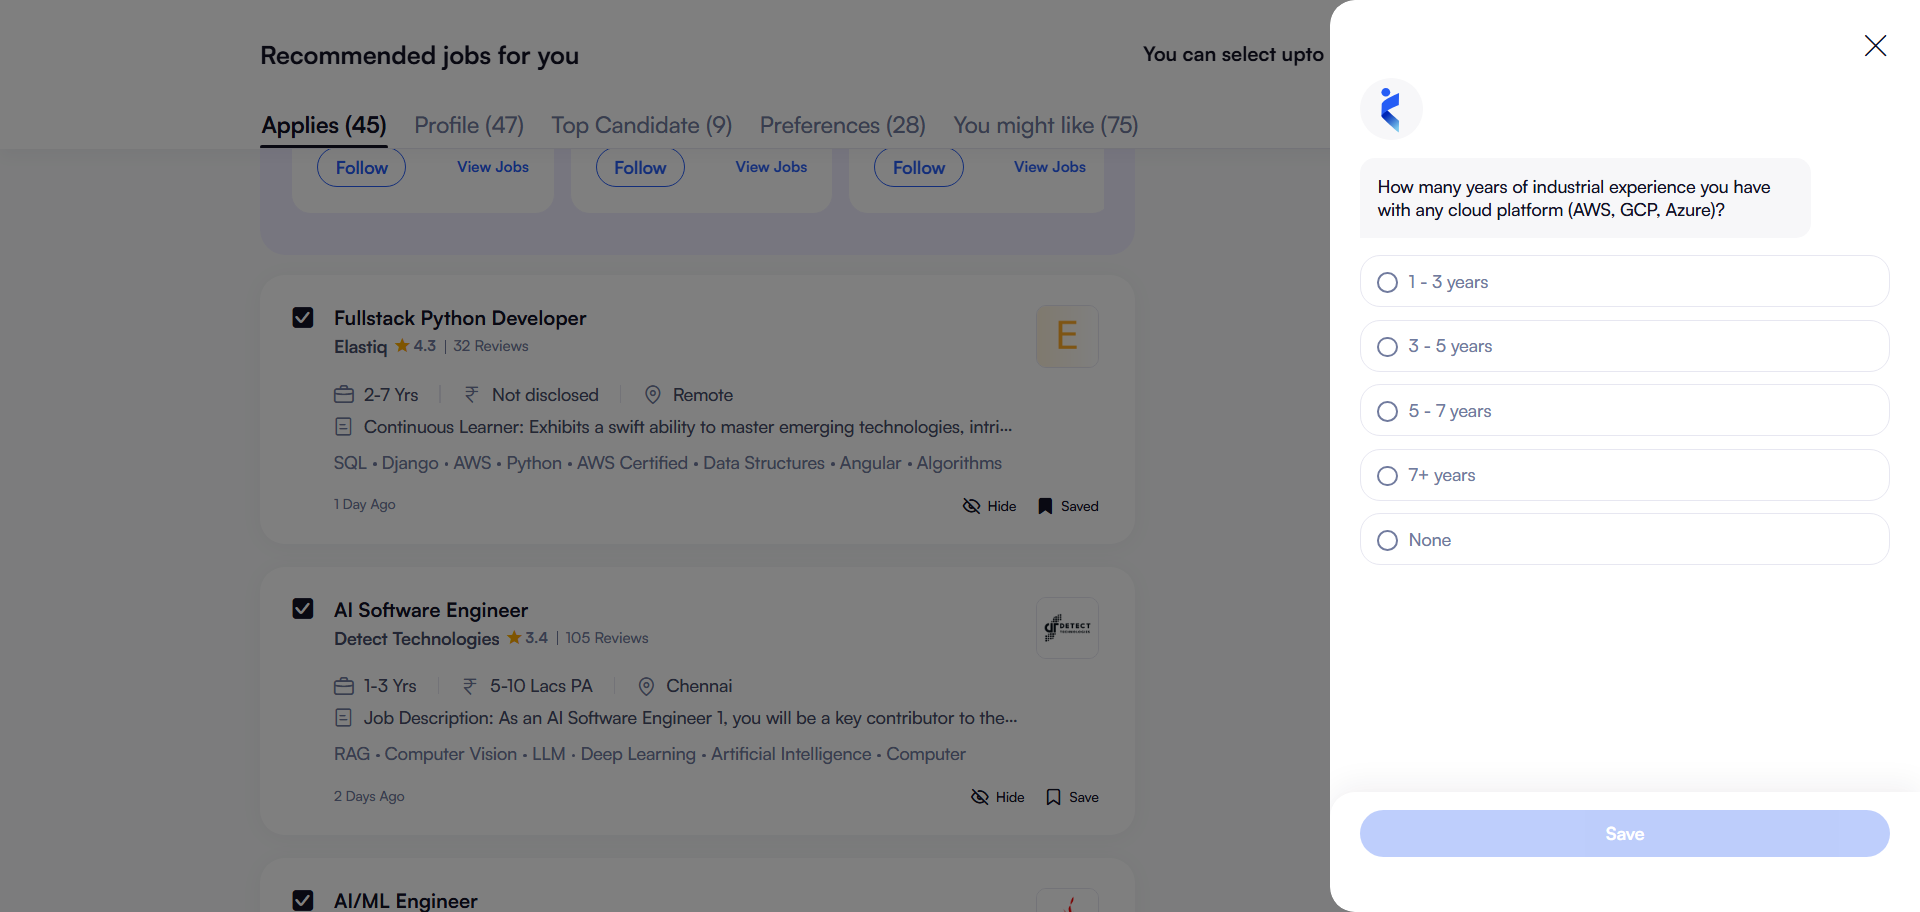 Recommended jobs for you
You can select upto
Applies (45) Profile (47) Top Candidate (9) Preferences (28) You might like (75)
Follow View Jobs Follow View Jobs Follow View Jobs
Fullstack Python Developer
Elastiq 4.3 | 32 Reviews
E
2-7 Yrs ₹ Not disclosed Remote
Continuous Learner: Exhibits a swift ability to master emerging technologies, intri...
SQL • Django • AWS • Python • AWS Certified • Data Structures • Angular • Algorithms
1 Day Ago
Hide Saved
AI Software Engineer
Detect Technologies 3.4 | 105 Reviews
DETECT
TECHNOLOGIES
1-3 Yrs ₹ 5-10 Lacs PA Chennai
Job Description: As an AI Software Engineer 1, you will be a key contributor to the...
RAG • Computer Vision • LLM • Deep Learning • Artificial Intelligence • Computer
2 Days Ago
Hide Save
AI/ML Engineer
How many years of industrial experience you have
with any cloud platform (AWS, GCP, Azure)?
1 - 3 years
3 - 5 years
5 - 7 years
7+ years
None
Save